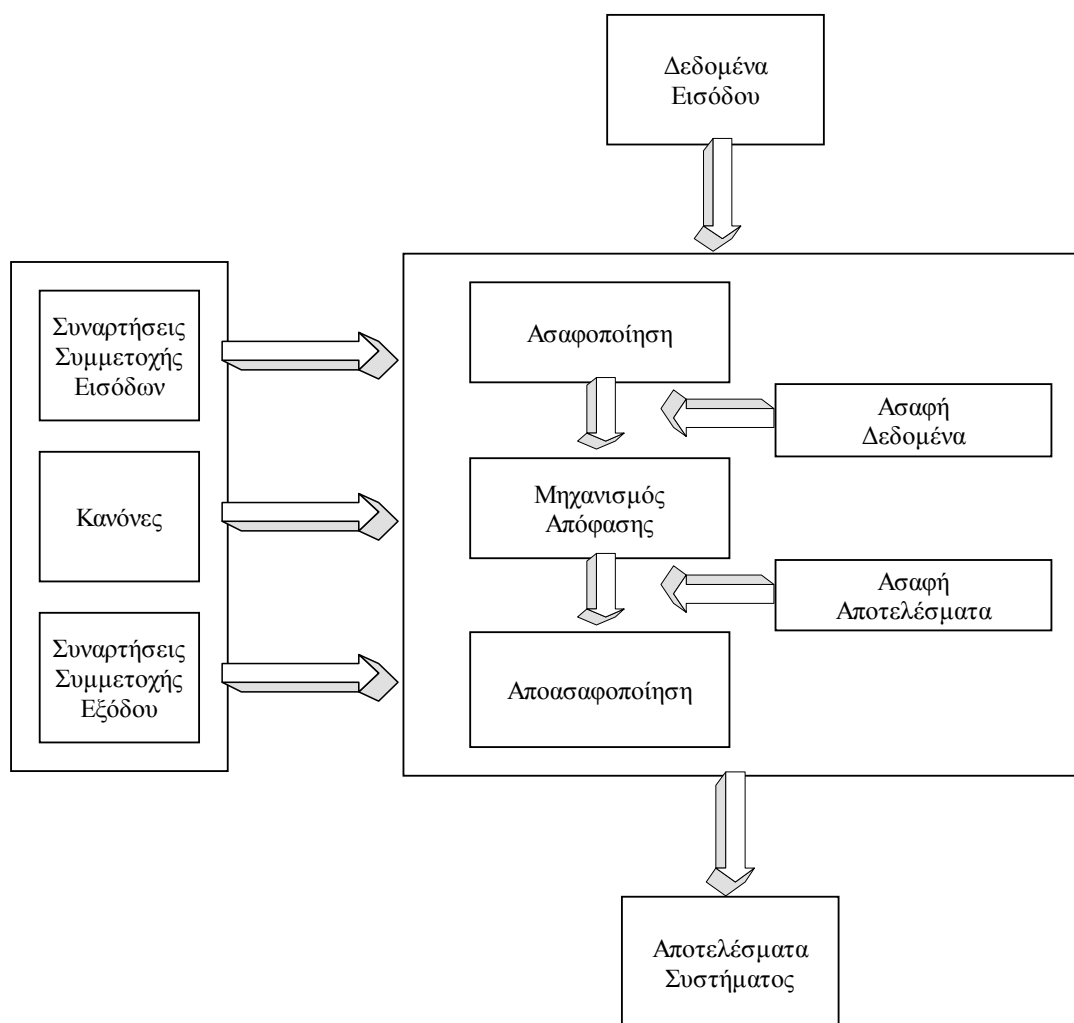 Δεδομένα
Εισόδου
Συναρτήσεις
Συμμετοχής
Εισόδων
Κανόνες
Συναρτήσεις
Συμμετοχής
Εξόδου
Ασαφοποίηση
Ασαφή
Δεδομένα
Μηχανισμός
Απόφασης
Ασαφή
Αποτελέσματα
Αποασαφοποίηση
Αποτελέσματα
Συστήματος